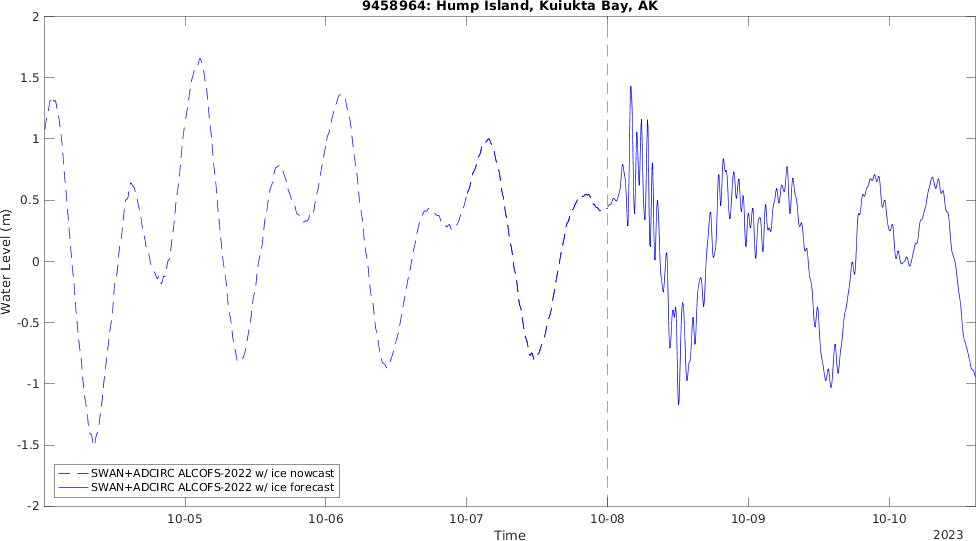 9458964: Hump Island, Kuiukta Bay, AK
2
1.5
1
0.5
0
-0.5
-1
-1.5
-2
Water Level (m)
SWAN+ADCIRC ALCOFS-2022 w/ ice nowcast
SWAN+ADCIRC ALCOFS-2022 w/ ice forecast
10-05 10-06 10-07 10-08 10-09 10-10
Time
2023